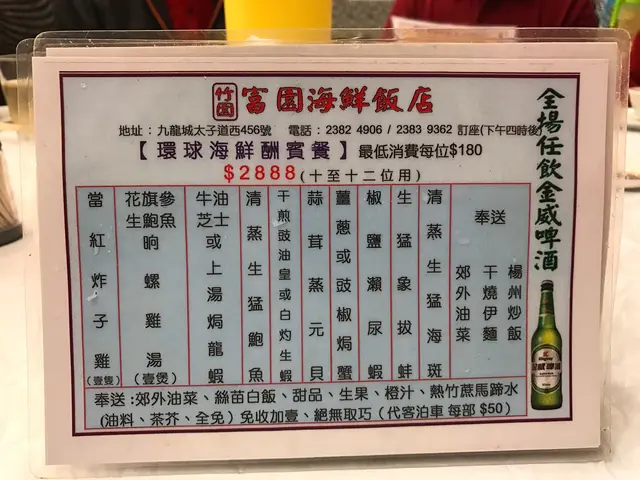 竹園 富園海鮮飯店
地址：九龍城太子道西456號 電話：2382 4906 / 2383 9362 訂座(下午四時後)
【環球海鮮酬賓餐】最低消費每位$180
$2888(十至十二位用)
全場任飲金威啤酒
當紅炸子雞(壹隻)
花旗參生鮑魚响螺雞湯(壹煲)
牛油芝士或上湯焗龍蝦
清蒸生猛鮑魚
干煎豉油皇或白灼生蝦
蒜茸蒸元貝
薑蔥或豉椒焗蟹
椒鹽瀨尿蝦
生猛象拔蚌
清蒸生猛海斑
奉送
楊州炒飯
干燒伊麵
郊外油菜
奉送:郊外油菜、絲苗白飯、甜品、生果、橙汁、熱竹蔗馬蹄水
(油料、茶芥、全免)免收加壹、絕無取巧(代客泊車 每部 $50)
金威啤酒